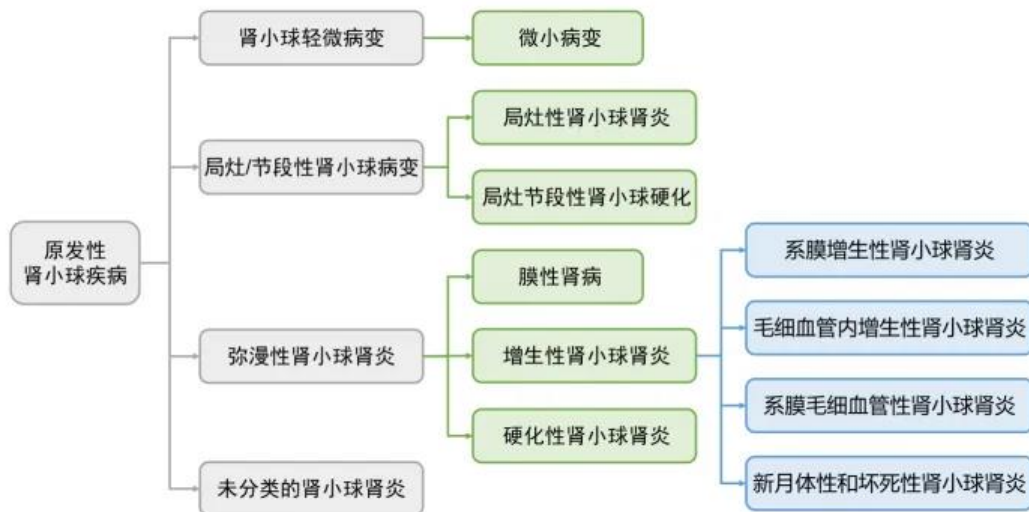 肾小球轻微病变
微小病变
局灶性肾小球肾炎
局灶/节段性肾小球病变
局灶节段性肾小球硬化
原发性
肾小球疾病
系膜增生性肾小球肾炎
膜性肾病
毛细血管内增生性肾小球肾炎
弥漫性肾小球肾炎
增生性肾小球肾炎
系膜毛细血管性肾小球肾炎
硬化性肾小球肾炎
新月体性和坏死性肾小球肾炎
未分类的肾小球肾炎